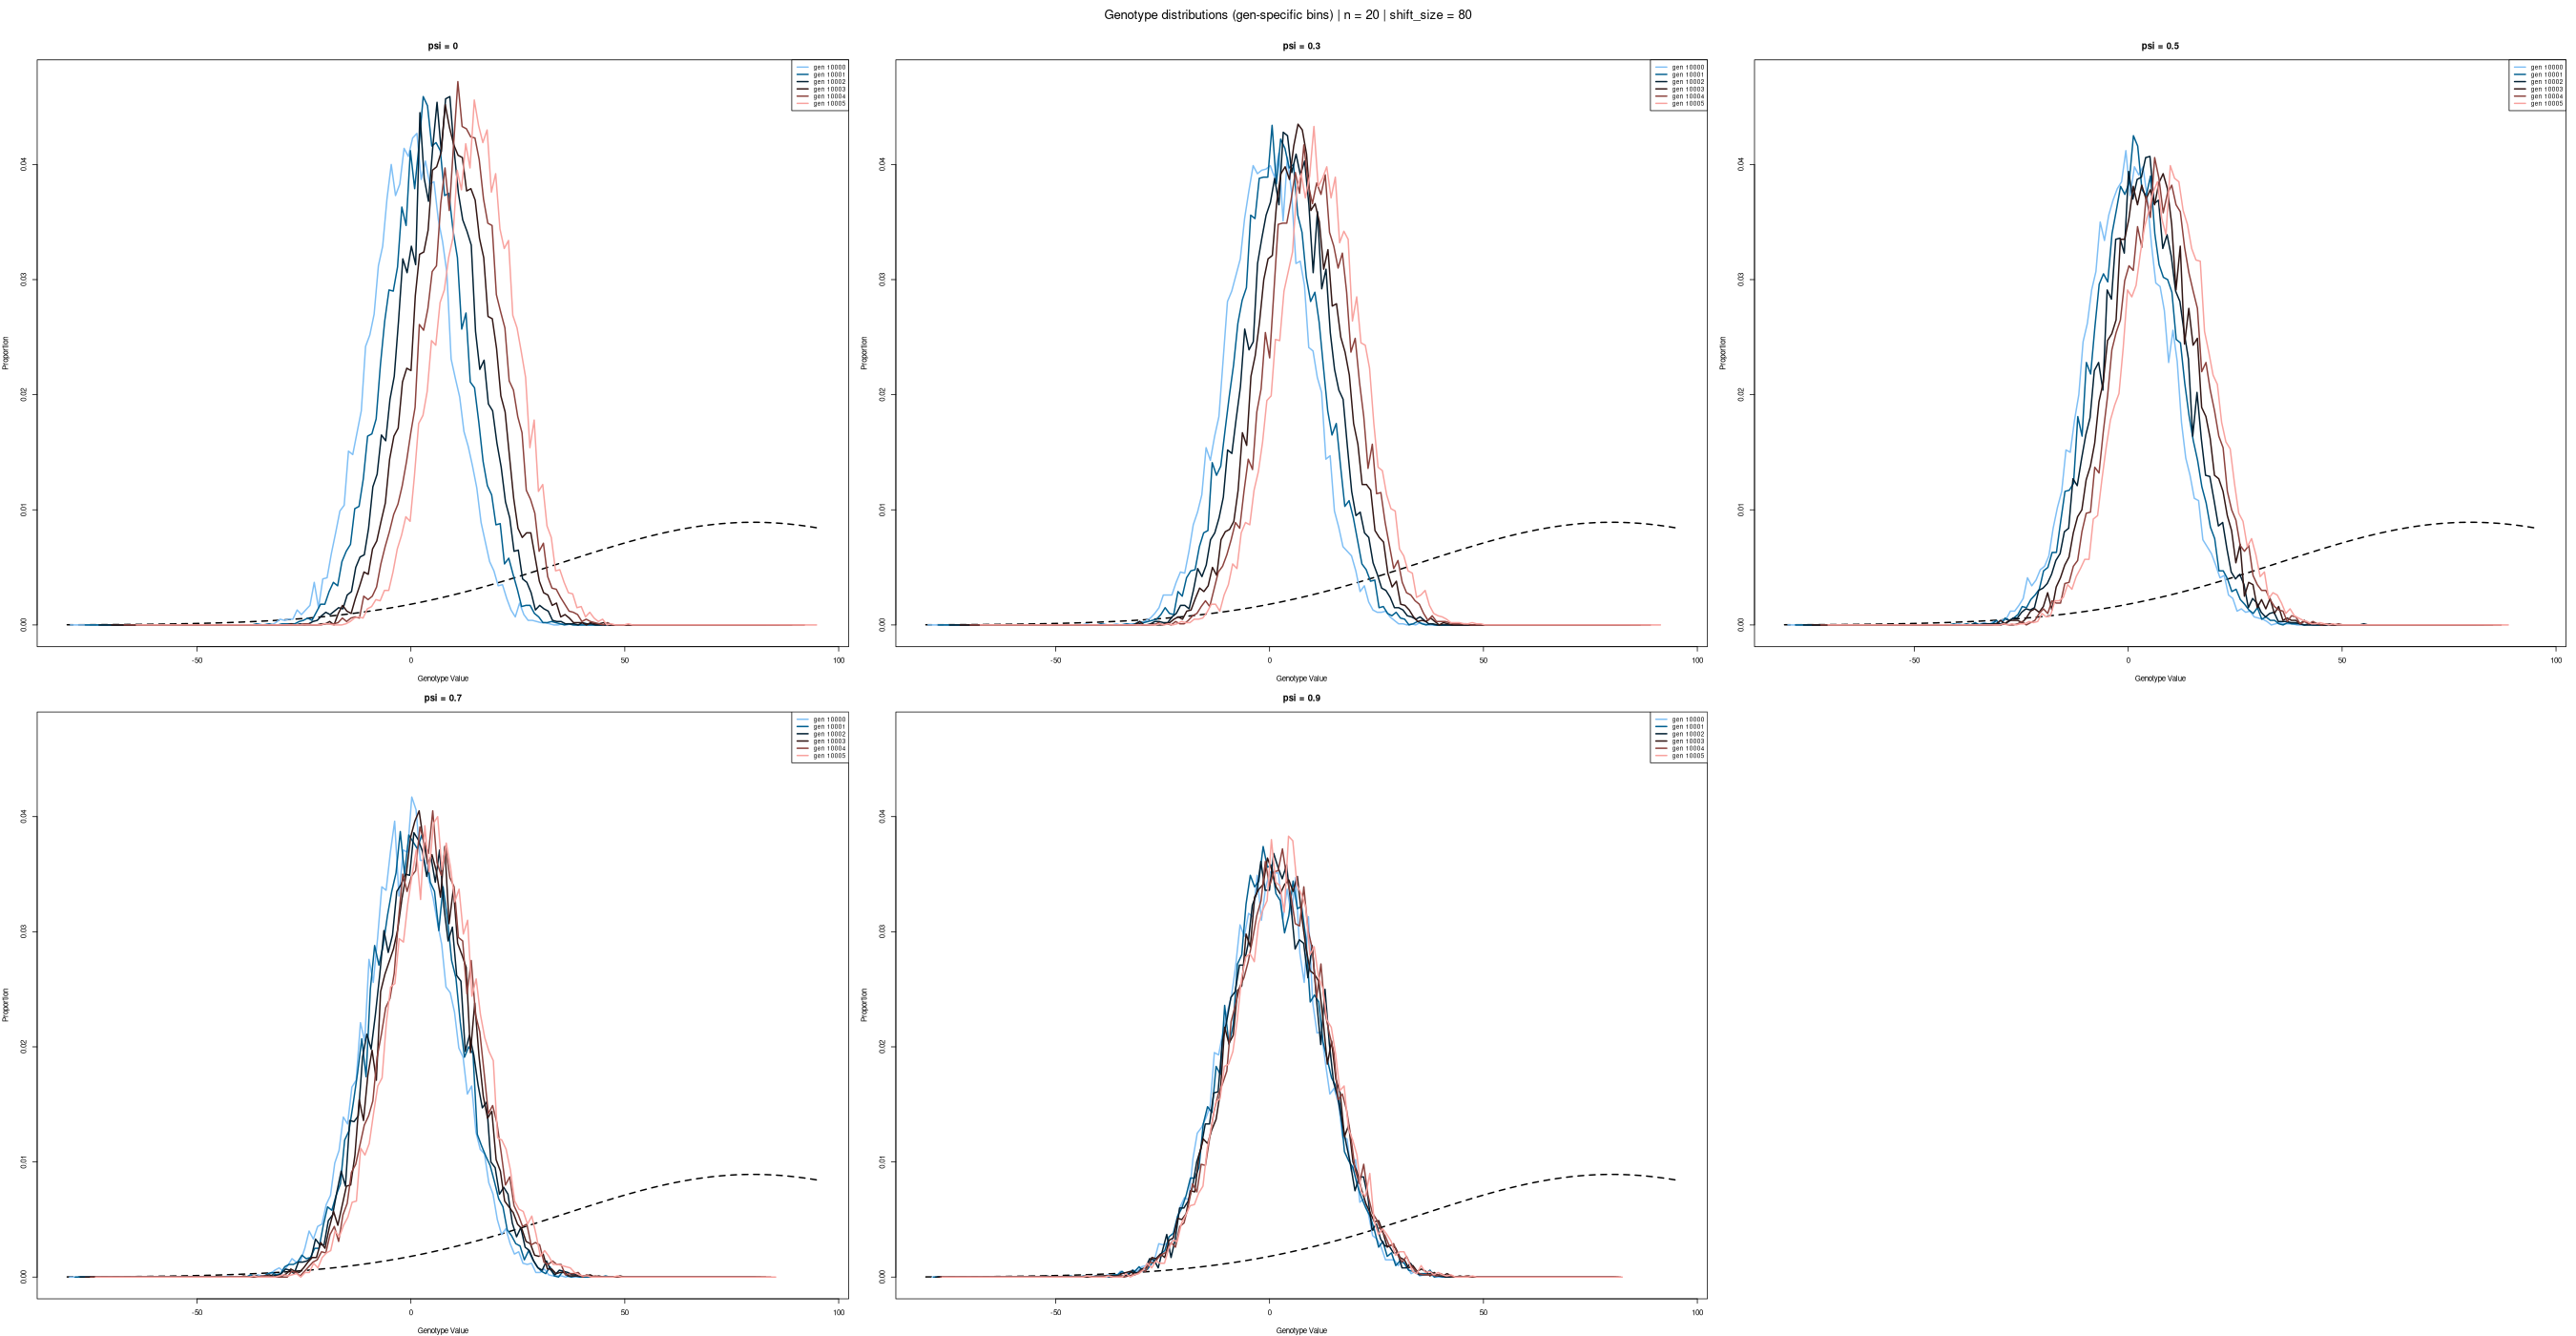 Genotype distributions (gen-specific bins) | n = 20 | shift_size = 80
psi = 0
gen 10000
gen 10001
gen 10002
gen 10003
gen 10004
gen 10005
Proportion
0.04
0.03
0.02
0.01
0.00
-50
0
50
100
Genotype Value
psi = 0.3
gen 10000
gen 10001
gen 10002
gen 10003
gen 10004
gen 10005
Proportion
0.04
0.03
0.02
0.01
0.00
-50
0
50
100
Genotype Value
psi = 0.5
gen 10000
gen 10001
gen 10002
gen 10003
gen 10004
gen 10005
Proportion
0.04
0.03
0.02
0.01
0.00
-50
0
50
100
Genotype Value
psi = 0.7
gen 10000
gen 10001
gen 10002
gen 10003
gen 10004
gen 10005
Proportion
0.04
0.03
0.02
0.01
0.00
-50
0
50
100
Genotype Value
psi = 0.9
gen 10000
gen 10001
gen 10002
gen 10003
gen 10004
gen 10005
Proportion
0.04
0.03
0.02
0.01
0.00
-50
0
50
100
Genotype Value